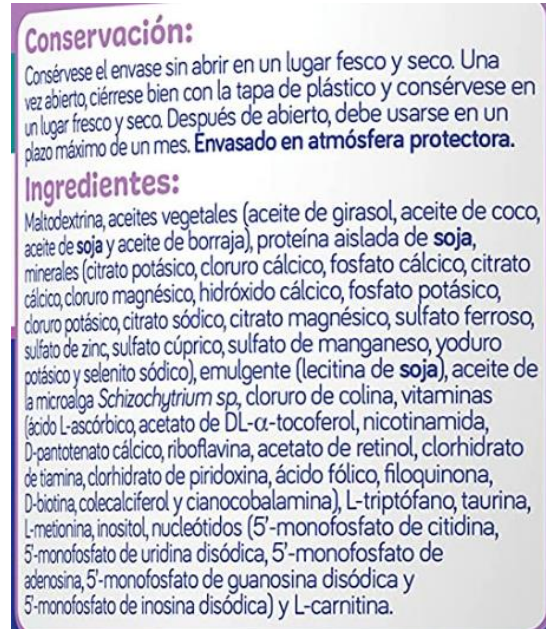 Conservación:
Consérvese el envase sin abrir en un lugar fesco y seco. Una
vez abierto, ciérrese bien con la tapa de plástico y consérvese en
un lugar fresco y seco. Después de abierto, debe usarse en un
plazo máximo de un mes. Envasado en atmósfera protectora.
Ingredientes:
Maltodextrina, aceites vegetales (aceite de girasol, aceite de coco,
aceite de soja y aceite de borraja), proteína aislada de soja,
minerales (citrato potásico, cloruro cálcico, fosfato cálcico, citrato
cálcico, cloruro magnésico, hidróxido cálcico, fosfato potásico,
cloruro potásico, citrato sódico, citrato magnésico, sulfato ferroso,
sulfato de zinc, sulfato cúprico, sulfato de manganeso, yoduro
potásico y selenito sódico), emulgente (lecitina de soja), aceite de
la microalga Schizochytrium sp, cloruro de colina, vitaminas
(ácido L-ascórbico, acetato de DL-α-tocoferol, nicotinamida,
D-pantotenato cálcico, riboflavina, acetato de retinol, clorhidrato
de tiamina, clorhidrato de piridoxina, ácido fólico, filoquinona,
D-biotina, colecalciferol y cianocobalamina), L-triptófano, taurina,
L-metionina, inositol, nucleótidos (5'-monofosfato de citidina,
5'-monofosfato de uridina disódica, 5'-monofosfato de
adenosina, 5'-monofosfato de guanosina disódica y
5'-monofosfato de inosina disódica) y L-carnitina.